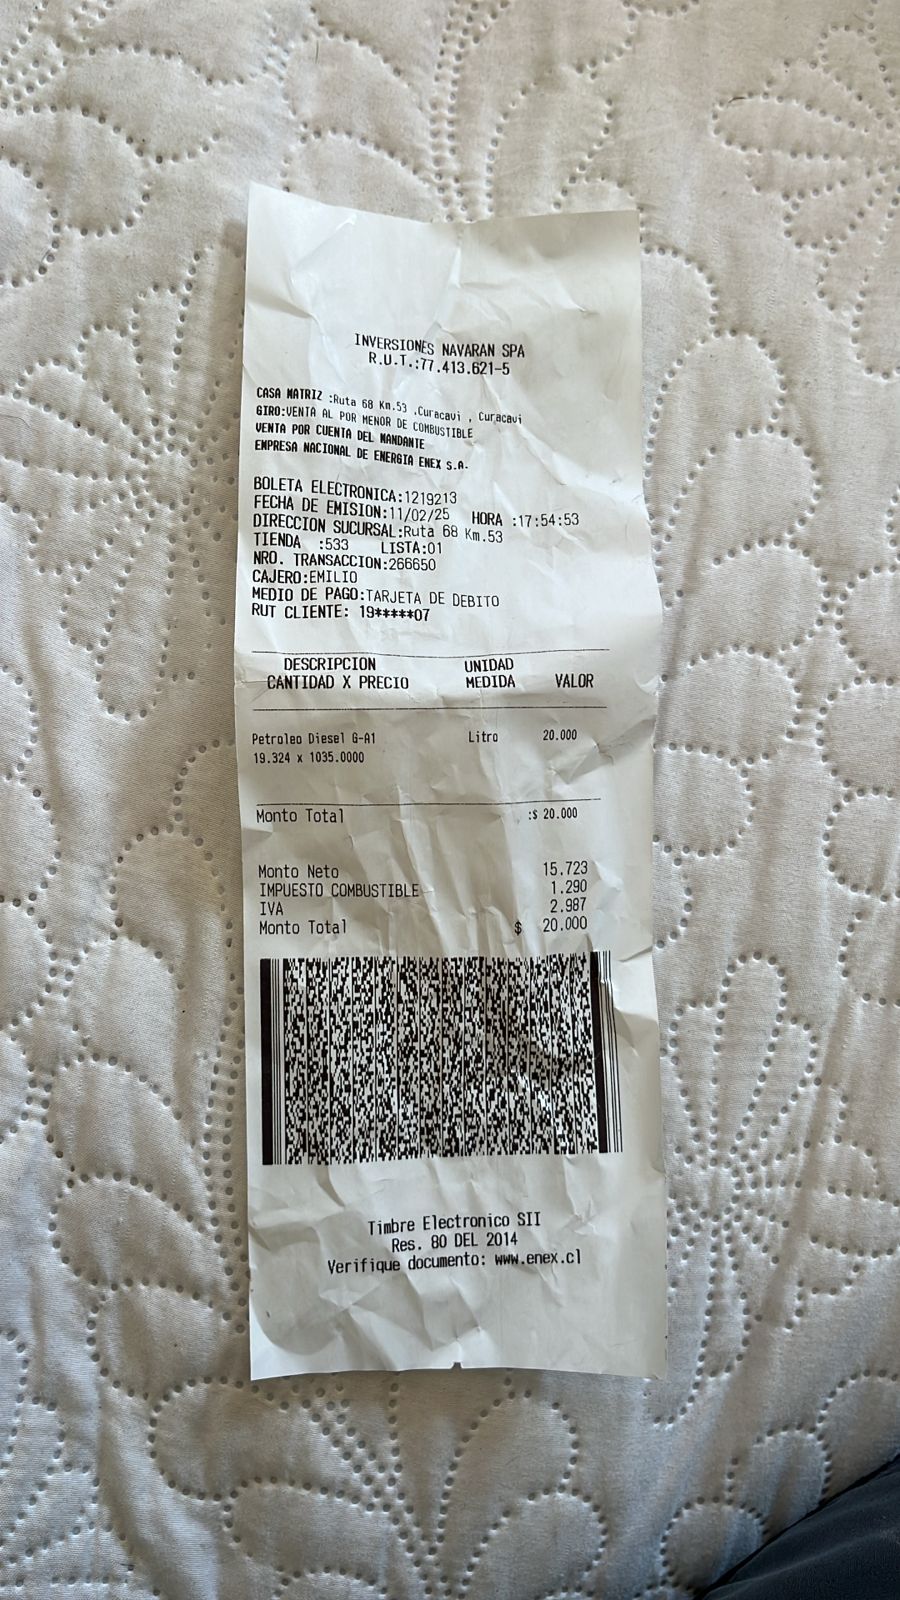 INVERSIONES NAVARAN SPA
R.U.T.:77.413.621-5
CASA MATRIZ :Ruta 68 Km.53 .Curacavi , Curacavi
GIRO:VENTA AL POR MENOR DE COMBUSTIBLE
VENTA POR CUENTA DEL MANDANTE
EMPRESA NACIONAL DE ENERGIA ENEX S.A.
BOLETA ELECTRONICA:1219213
FECHA DE EMISION:11/02/25 HORA :17:54:53
DIRECCION SUCURSAL:Ruta 68 Km.53
TIENDA :533 LISTA:01
NRO. TRANSACCION:266650
CAJERO:EMILIO
MEDIO DE PAGO:TARJETA DE DEBITO
RUT CLIENTE: 19*****07
DESCRIPCION UNIDAD
CANTIDAD X PRECIO MEDIDA VALOR
Petroleo Diesel G-A1 Litro 20.000
19.324 x 1035.0000
Monto Total :$ 20.000
Monto Neto 15.723
IMPUESTO COMBUSTIBLE 1.290
IVA 2.987
Monto Total $ 20.000
Timbre Electronico SII
Res. 80 DEL 2014
Verifique documento: www.enex.cl